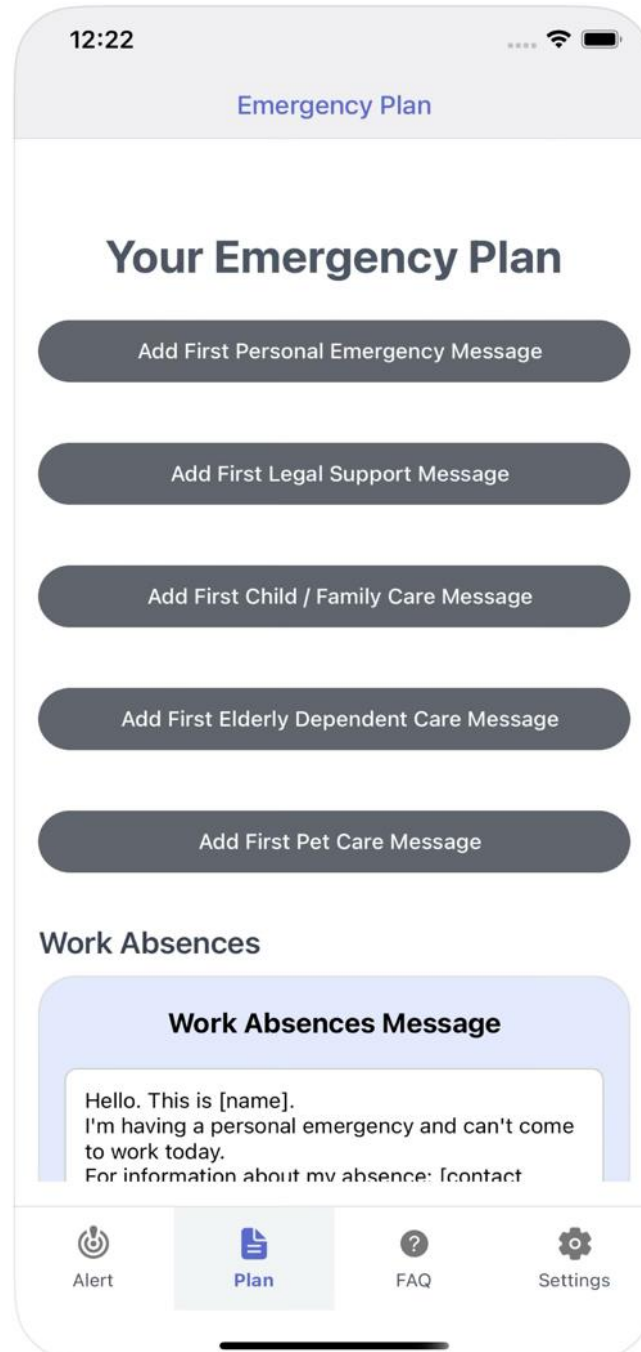 12:22
Emergency Plan
Your Emergency Plan
Add First Personal Emergency Message
Add First Legal Support Message
Add First Child / Family Care Message
Add First Elderly Dependent Care Message
Add First Pet Care Message
Work Absences
Work Absences Message
Hello. This is [name].
I'm having a personal emergency and can't come
to work today.
For information about my absence: [contact
Alert
Plan
FAQ
Settings